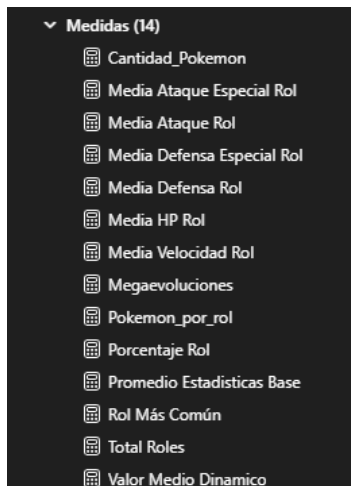 Medidas (14)
Cantidad_Pokemon
Media Ataque Especial Rol
Media Ataque Rol
Media Defensa Especial Rol
Media Defensa Rol
Media HP Rol
Media Velocidad Rol
Megaevoluciones
Pokemon_por_rol
Porcentaje Rol
Promedio Estadisticas Base
Rol Más Común
Total Roles
Valor Medio Dinamico